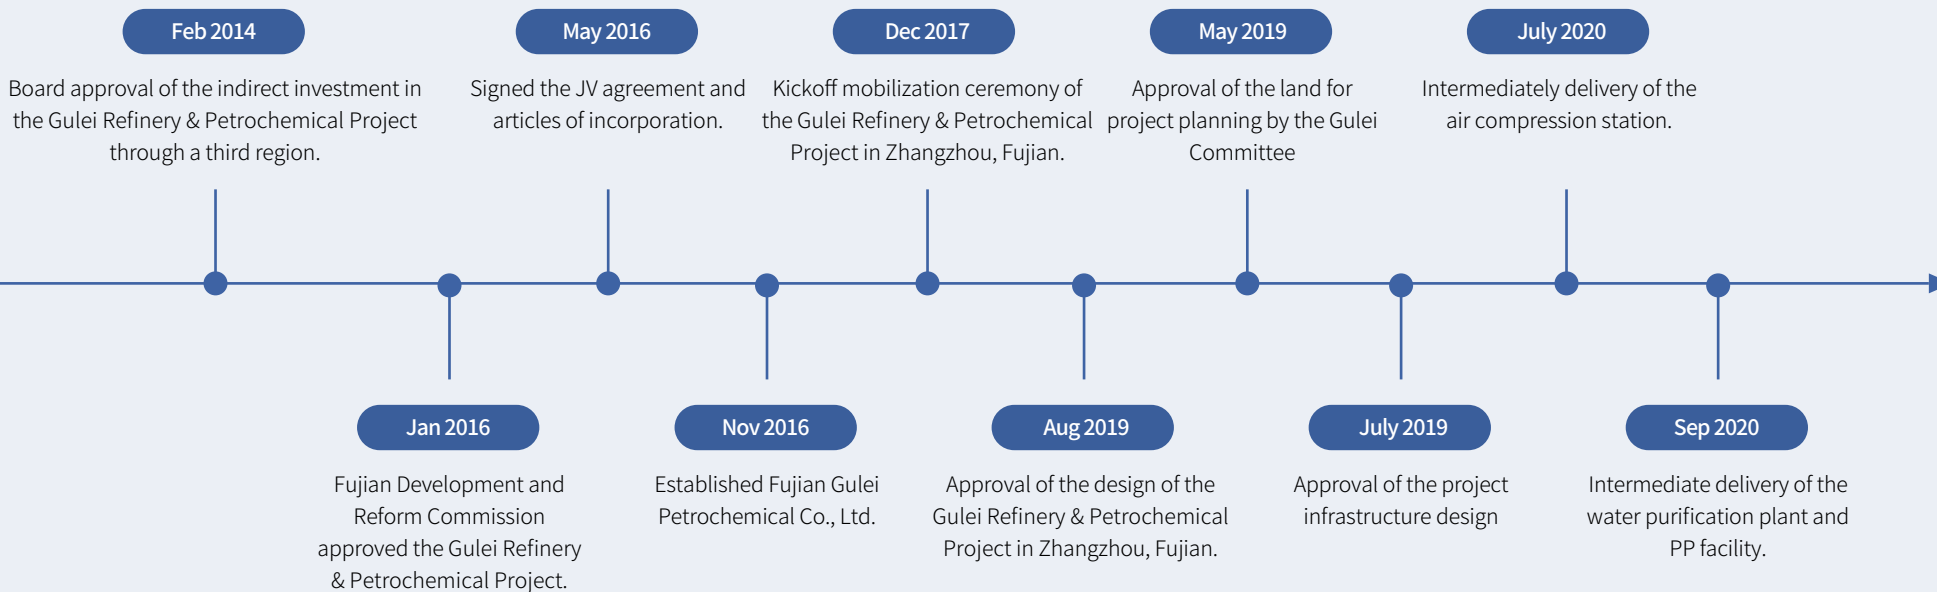 Feb 2014
Board approval of the indirect investment in
the Gulei Refinery & Petrochemical Project
through a third region.
May 2016
Signed the JV agreement and
articles of incorporation.
Dec 2017
Kickoff mobilization ceremony of
the Gulei Refinery & Petrochemical
Project in Zhangzhou, Fujian.
May 2019
Approval of the land for
project planning by the Gulei
Committee
July 2020
Intermediately delivery of the
air compression station.
Jan 2016
Fujian Development and
Reform Commission
approved the Gulei Refinery
& Petrochemical Project.
Nov 2016
Established Fujian Gulei
Petrochemical Co., Ltd.
Aug 2019
Approval of the design of the
Gulei Refinery & Petrochemical
Project in Zhangzhou, Fujian.
July 2019
Approval of the project
infrastructure design
Sep 2020
Intermediate delivery of the
water purification plant and
PP facility.